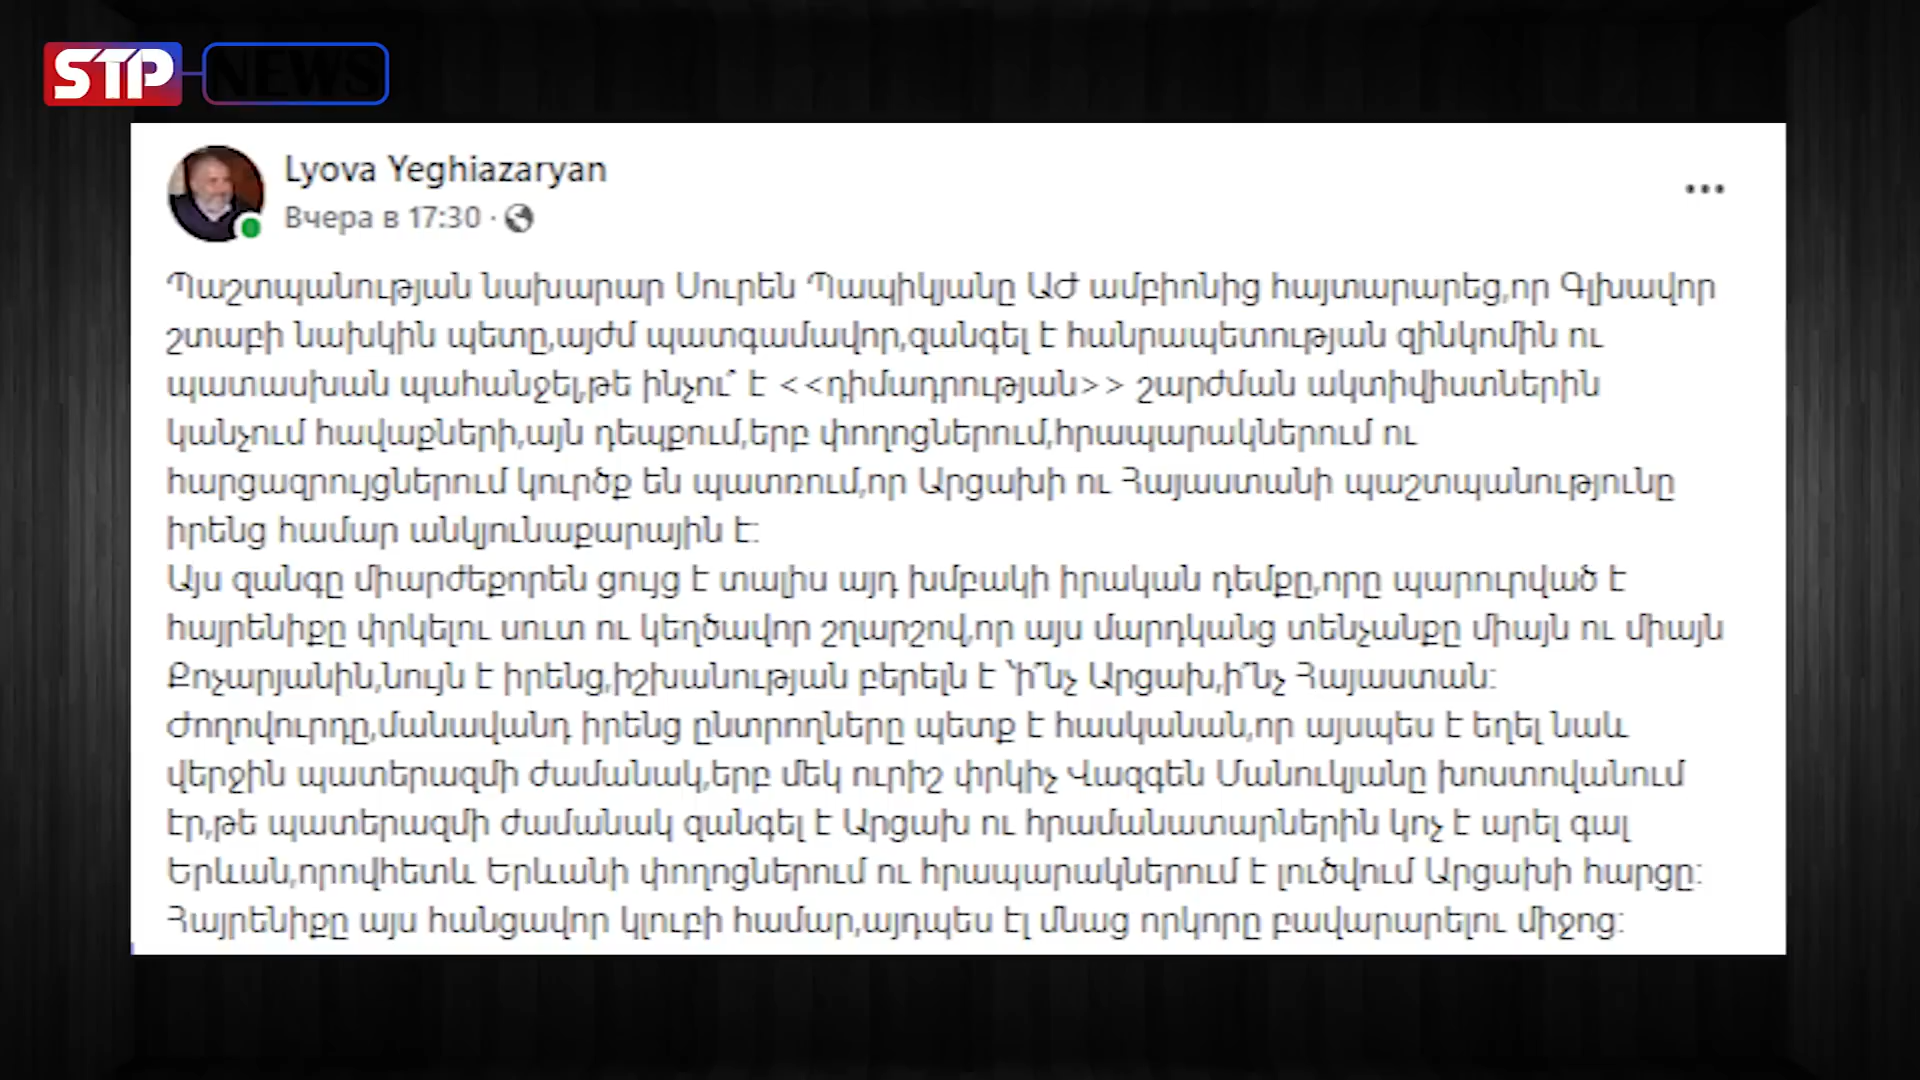 STP NEWS
Lyova Yeghiazaryan
Вчера в 17:30 ·
Պաշտպանության նախարար Սուրեն Պապիկյանը ԱԺ ամբիոնից հայտարարեց,որ Գլխավոր
շտաբի նախկին պետը,այժմ պատգամավոր,զանգել է հանրապետության զինկոմին ու
պատասխան պահանջել,թե ինչու՞ է <<դիմադրության>> շարժման ակտիվիստներին
կանչում հավաքների,այն դեպքում,երբ փողոցներում,հրապարակներում ու
հարցազրույցներում կուրծք են պատռում,որ Արցախի ու Հայաստանի պաշտպանությունը
իրենց համար անկյունաքարային է:
Այս զանգը միարժեքորեն ցույց է տալիս այդ խմբակի իրական դեմքը,որը պարուրված է
հայրենիքը փրկելու սուտ ու կեղծավոր շղարշով,որ այս մարդկանց տենչանքը միայն ու միայն
Քոչարյանին,նույն է իրենց,իշխանության բերելն է ՝ի՞նչ Արցախ,ի՞նչ Հայաստան:
Ժողովուրդը,մանավանդ իրենց ընտրողները պետք է հասկանան,որ այսպես է եղել նաև
վերջին պատերազմի ժամանակ,երբ մեկ ուրիշ փրկիչ Վազգեն Մանուկյանը խոստովանում
էր,թե պատերազմի ժամանակ զանգել է Արցախ ու հրամանատարներին կոչ է արել գալ
Երևան,որովհետև Երևանի փողոցներում ու հրապարակներում է լուծվում Արցախի հարցը:
Հայրենիքը այս հանցավոր կլուբի համար,այդպես էլ մնաց որկորը բավարարելու միջոց: